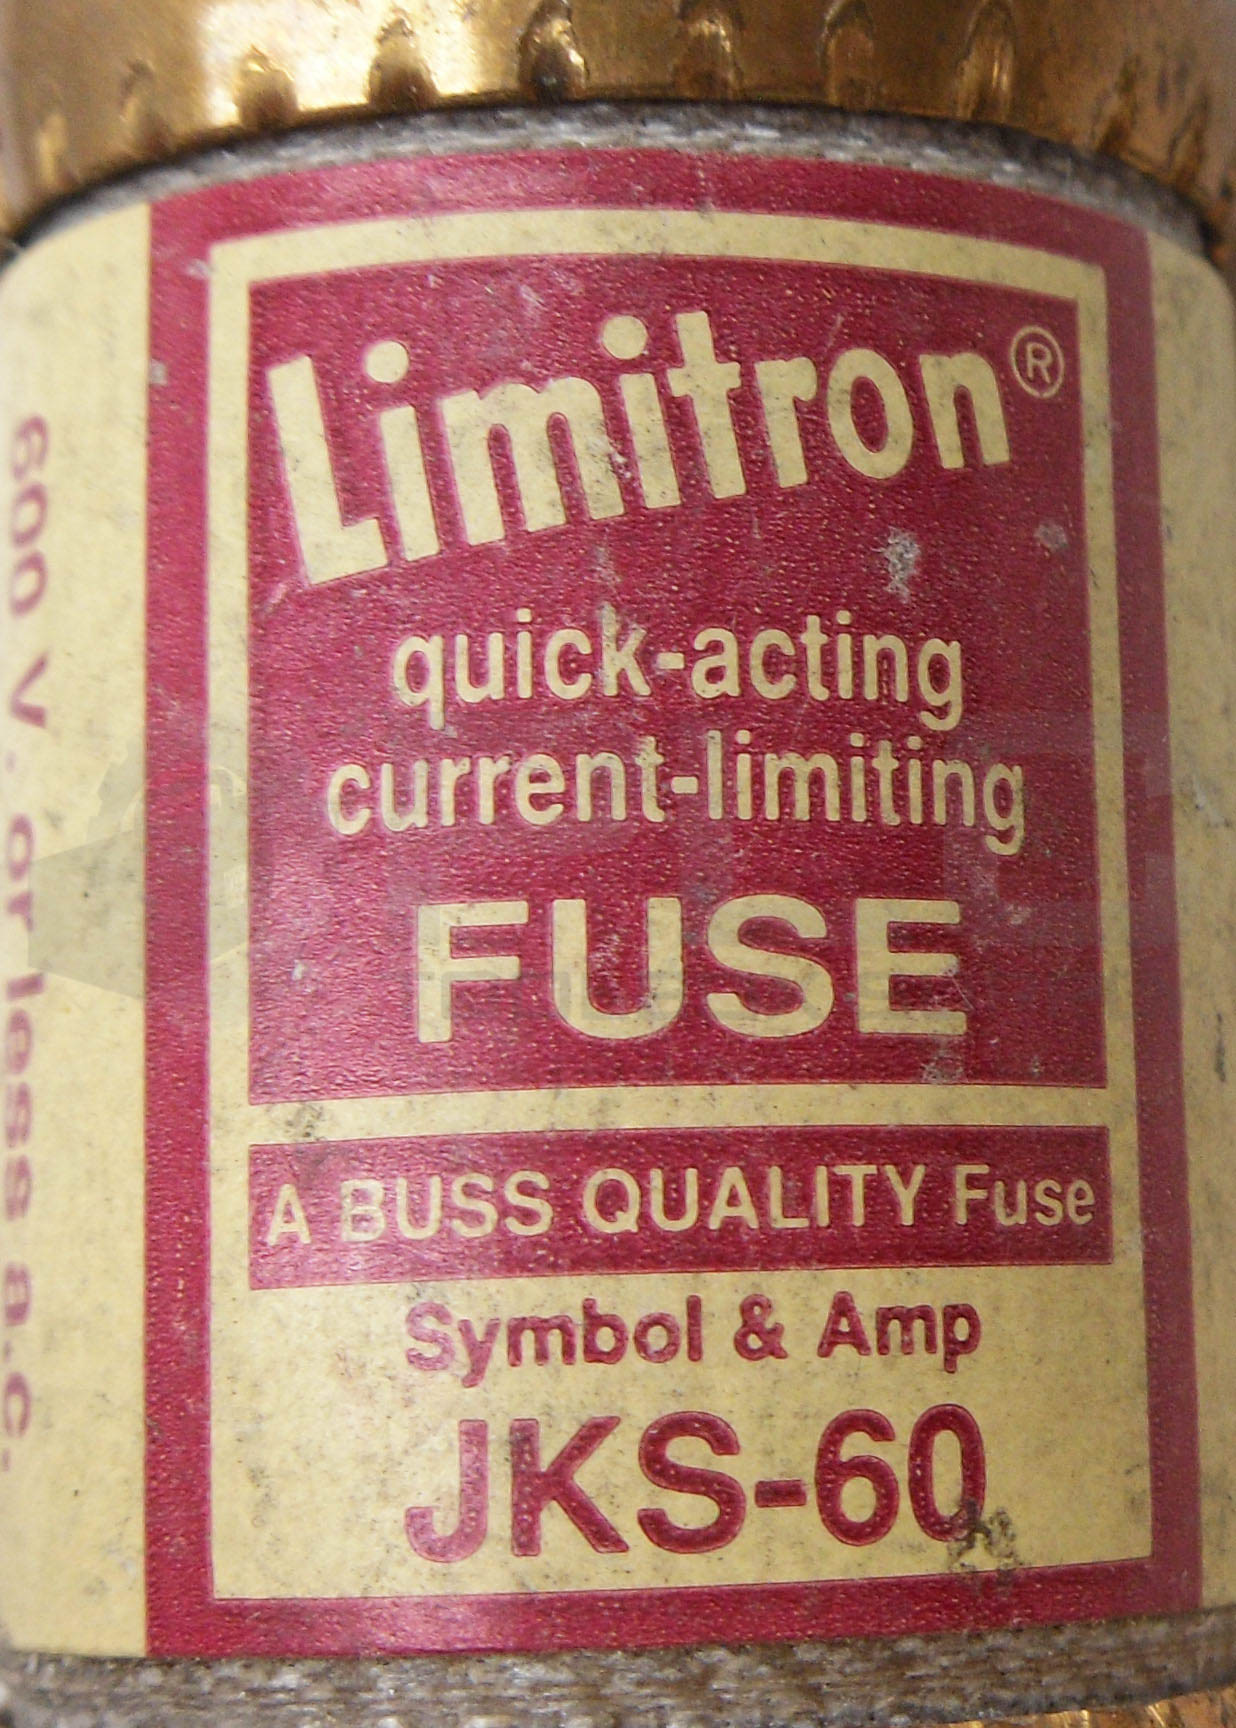 Limitron®
quick-acting
current-limiting
FUSE
A BUSS QUALITY Fuse
Symbol & Amp
JKS-60
600 V. or less a.c.